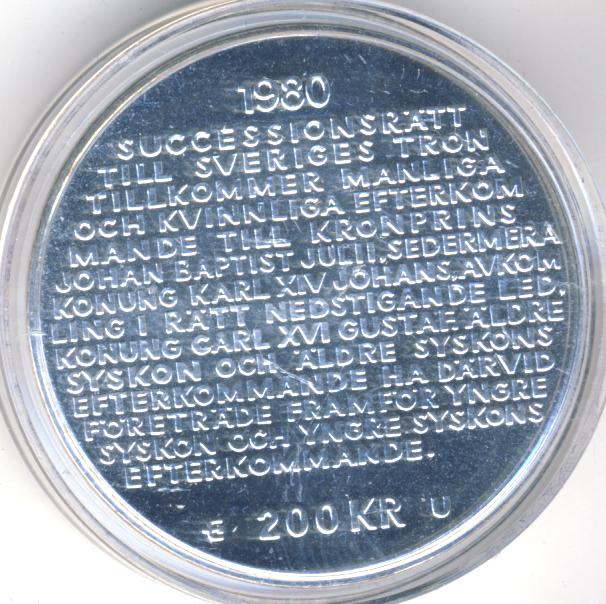 1980
SUCCESSIONSRÄTT
TILL SVERIGES TRON
TILLKOMMER MANLIGA
OCH KVINNLIGA EFTERKOM
MANDE TILL KRONPRINS
JOHAN BAPTIST JULII, SEDERMERA
KONUNG KARL XIV JOHANS, AVKOM
LING I RÄTT NEDSTIGANDE LED,
KONUNG CARL XVI GUSTAF. ÄLDRE
SYSKON OCH ÄLDRE SYSKONS
EFTERKOMMANDE HA DÄRVID
FÖRETRÄDE FRAMFÖR YNGRE
SYSKON OCH YNGRE SYSKONS
EFTERKOMMANDE.
200 KR U